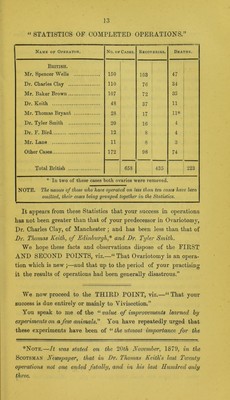 13
“STATISTICS OF COMPLETED OPERATIONS.”
Name of Operator. No. of Cases. Recoveries. Deaths.
British.
Mr. Spencer Wells 150 103 47
Dr. Charles Clay 110 76 34
Mr. Baker Brown 107 72 35
Dr. Keith 48 37 11
Mr. Thomas Bryant 28 17 11*
Dr. Tyler Smith 20 16 4
Dr. F. Bird 12 8 4
Mr. Lane 11 8 3
Other Cases 172 98 74
Total British 658 435 223
* In two of these cases both ovaries were removed.
NOTE. The names of those who have operated on less than ten cases have been
omitted, their cases being grouped together in the Statistics.
It appears from these Statistics that your success in operations
has not been greater than that of your predecessor in Ovariotomy,
Dr. Charles Clay, of Manchester; and has been less than that of
Dr. Thomas Keith, of Edinburgh,* and Dr. Tyler Smith.
We hope these facts and observations dispose of the FIRST
AND SECOND POINTS, viz.—“That Ovariotomy is an opera-
tion which is new;—and that up to the period of your practising
it the results of operations had been generally disastrous.”
We now proceed to the THIRD POINT, viz.—“That your
success is due entirely or mainly to Vivisection.”
You speak to me of the “value of improvements learned by
experiments on a few animals.” You have repeatedly urged that
these experiments have been of “the utmost importance for the
*Note.—It was stated on the 20th November, 1879, in the
Scotsman Newspaper, that in Dr. Thomas Keith's last Twenty
operations not one ended fatally, and in his last Hundred only
three.